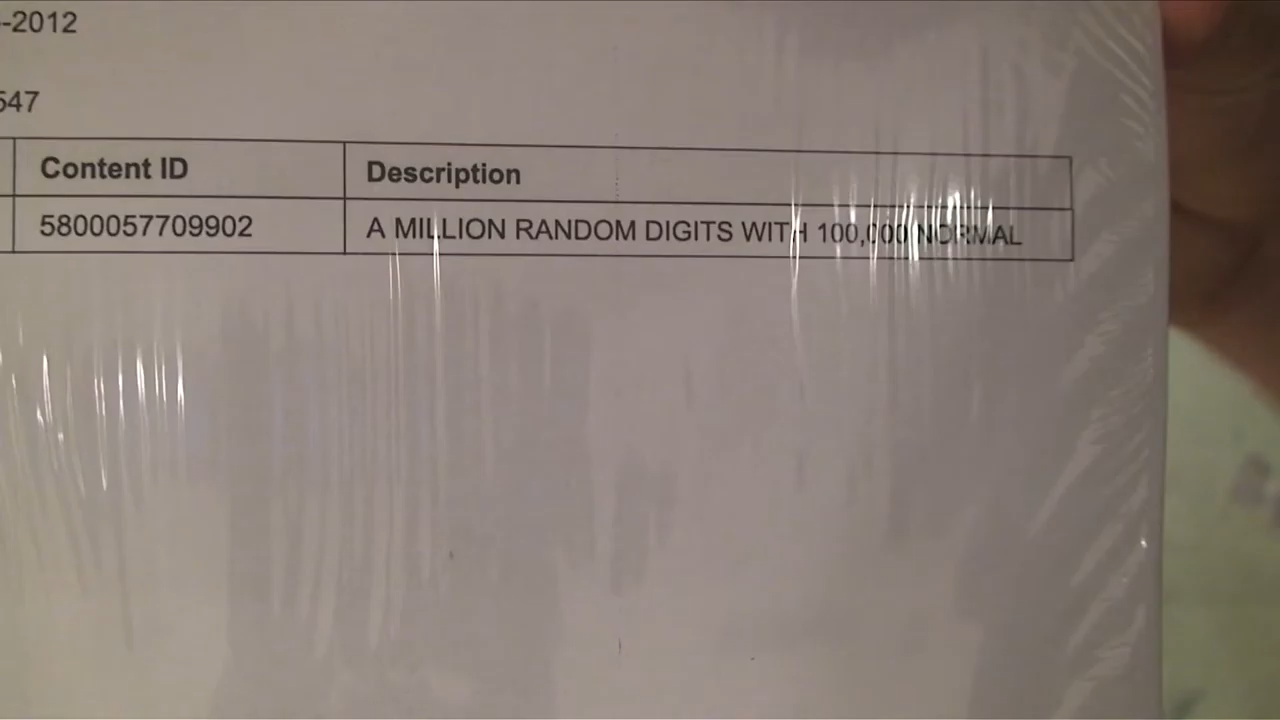 -2012
547
Content ID Description
5800057709902 A MILLION RANDOM DIGITS WITH 100,000 NORMAL